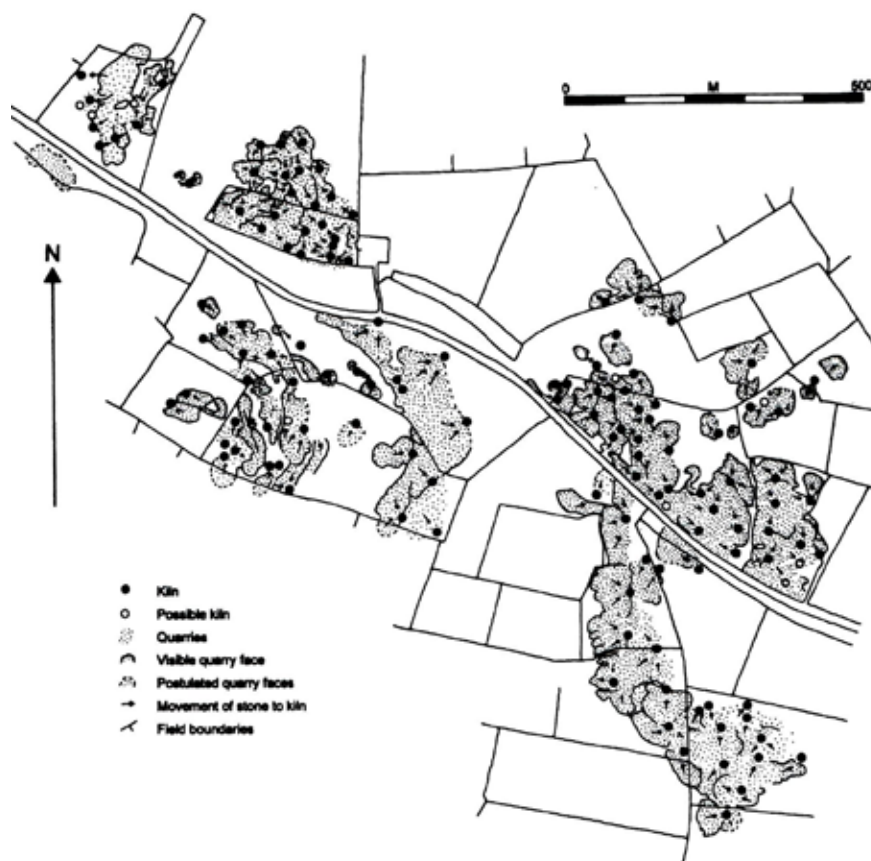 0 M 500
N
Kiln
Possible kiln
Quarries
Visible quarry face
Postulated quarry faces
Movement of stone to kiln
Field boundaries